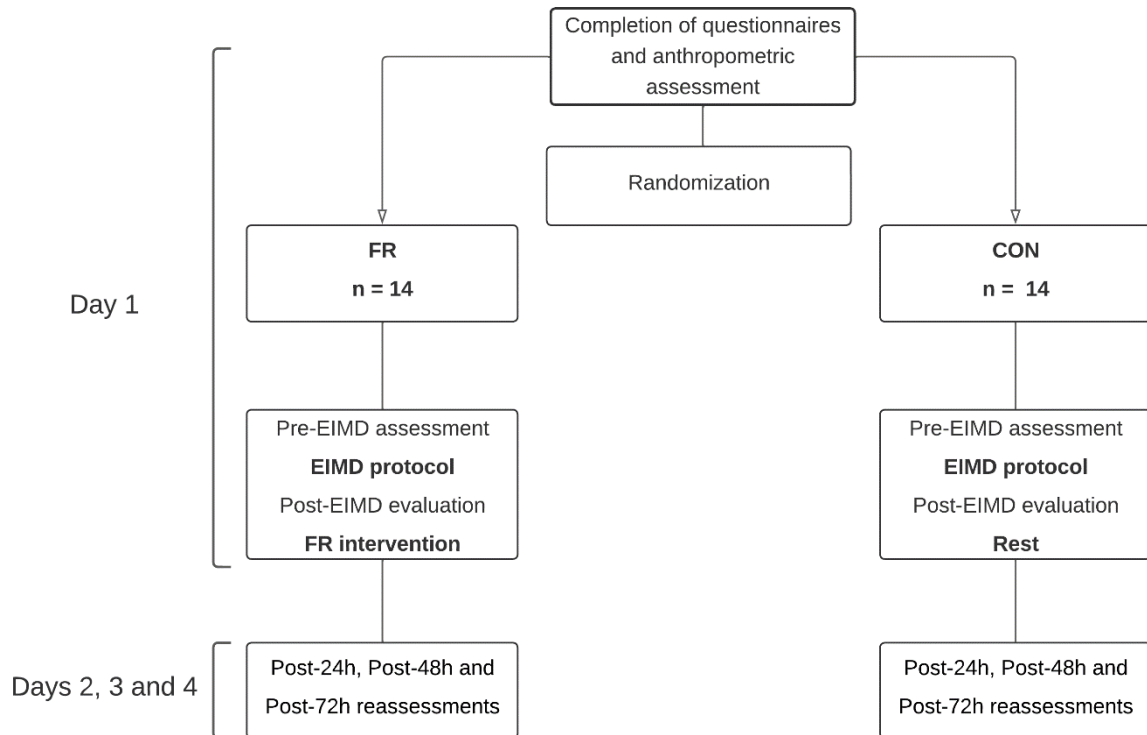 Completion of questionnaires
and anthropometric
assessment
Randomization
FR
n = 14
CON
n = 14
Day 1
Pre-EIMD assessment
EIMD protocol
Post-EIMD evaluation
FR intervention
Pre-EIMD assessment
EIMD protocol
Post-EIMD evaluation
Rest
Days 2, 3 and 4
Post-24h, Post-48h and
Post-72h reassessments
Post-24h, Post-48h and
Post-72h reassessments